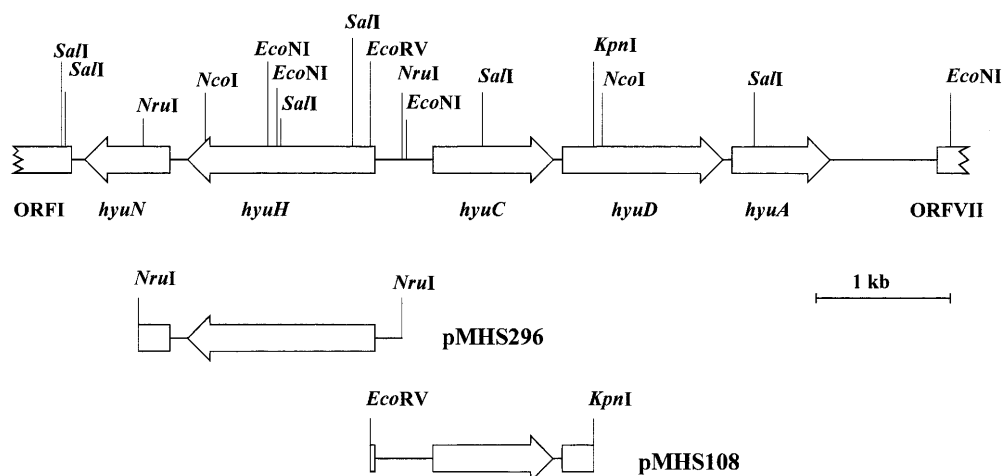 SalI
SalI
NruI
NcoI
EcoNI
EcoNI
SalI
SalI
EcoRV
NruI
EcoNI
SalI
KpnI
NcoI
SalI
EcoNI
ORFI
hyuN
hyuH
hyuC
hyuD
hyuA
ORFVII
1 kb
NruI
NruI
pMHS296
EcoRV
KpnI
pMHS108